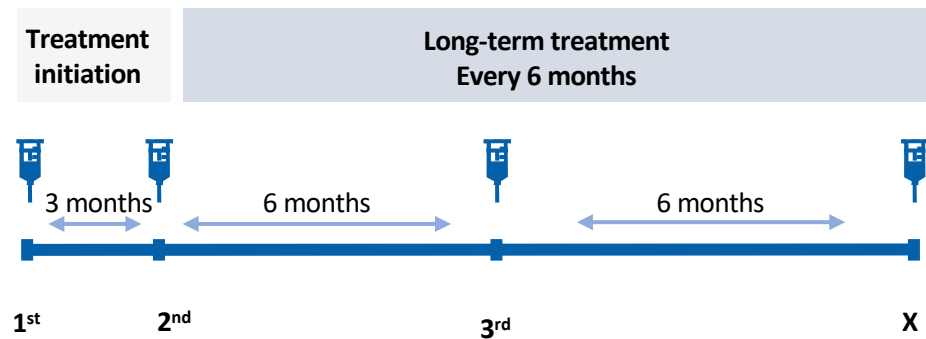 Treatment
initiation
Long-term treatment
Every 6 months
3 months
6 months
6 months
1st
2nd
3rd
X